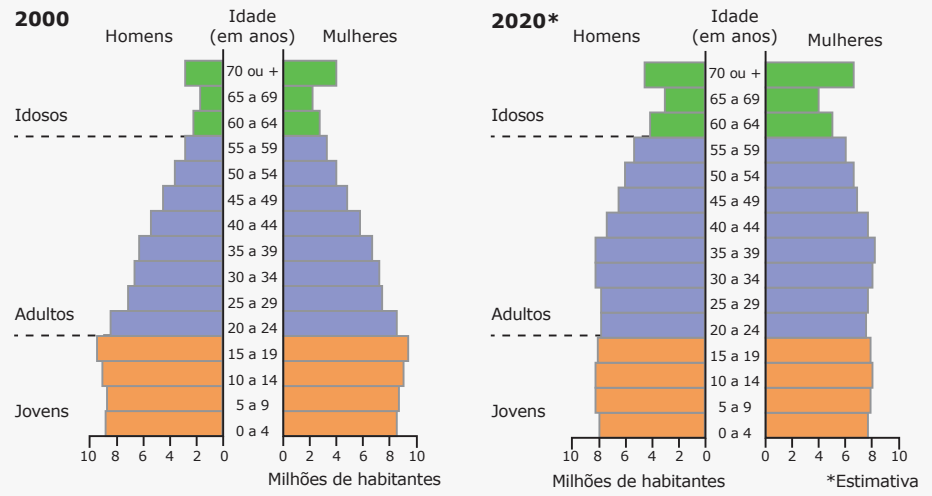 2000
Homens
Idade
(em anos)
Mulheres
70 ou +
65 a 69
60 a 64
55 a 59
50 a 54
45 a 49
40 a 44
35 a 39
30 a 34
25 a 29
20 a 24
15 a 19
10 a 14
5 a 9
0 a 4
Idosos
Adultos
Jovens
10 8 6 4 2 0
0 2 4 6 8 10
Milhões de habitantes
2020*
Homens
Idade
(em anos)
Mulheres
70 ou +
65 a 69
60 a 64
55 a 59
50 a 54
45 a 49
40 a 44
35 a 39
30 a 34
25 a 29
20 a 24
15 a 19
10 a 14
5 a 9
0 a 4
Idosos
Adultos
Jovens
10 8 6 4 2 0
0 2 4 6 8 10
Milhões de habitantes
*Estimativa